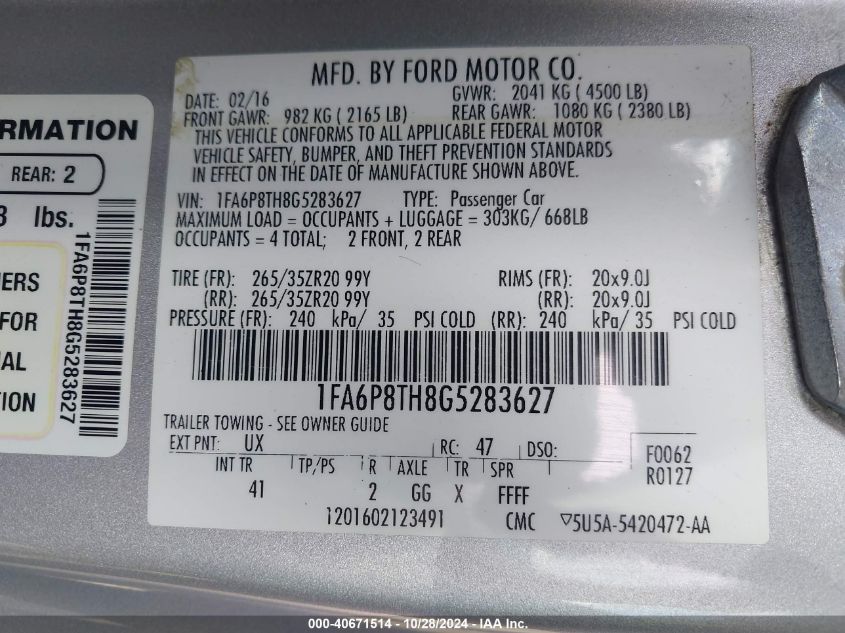 RMATION
REAR: 2
lbs.
1FA6P8TH8G5283627
ERS
FOR
AL
TION
MFD. BY FORD MOTOR CO.
DATE: 02/16 GVWR: 2041 KG ( 4500 LB)
FRONT GAWR: 982 KG ( 2165 LB) REAR GAWR: 1080 KG ( 2380 LB)
THIS VEHICLE CONFORMS TO ALL APPLICABLE FEDERAL MOTOR
VEHICLE SAFETY, BUMPER, AND THEFT PREVENTION STANDARDS
IN EFFECT ON THE DATE OF MANUFACTURE SHOWN ABOVE.
VIN: 1FA6P8TH8G5283627 TYPE: Passenger Car
MAXIMUM LOAD = OCCUPANTS + LUGGAGE = 303KG/ 668LB
OCCUPANTS = 4 TOTAL; 2 FRONT, 2 REAR
TIRE (FR): 265/35ZR20 99Y RIMS (FR): 20x9.0J
(RR): 265/35ZR20 99Y (RR): 20x9.0J
PRESSURE (FR): 240 kPa/ 35 PSI COLD (RR): 240 kPa/ 35 PSI COLD
1FA6P8TH8G5283627
TRAILER TOWING - SEE OWNER GUIDE
EXT PNT: UX RC: 47 DSO: F0062
INT TR TP/PS R AXLE TR SPR R0127
41 2 GG X FFFF
1201602123491 CMC ▽5U5A-5420472-AA
000-40671514 - 10/28/2024 - IAA Inc.